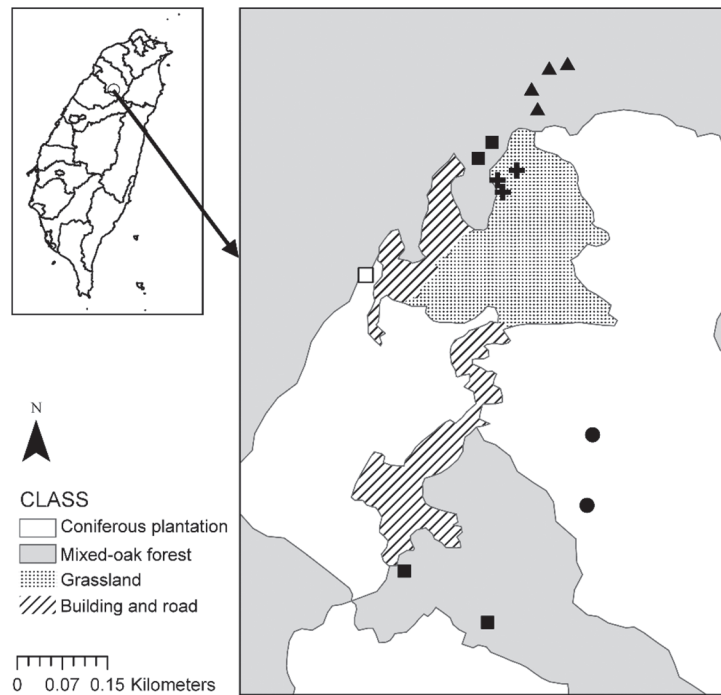 N
CLASS
Coniferous plantation
Mixed-oak forest
Grassland
Building and road
0 0.07 0.15 Kilometers